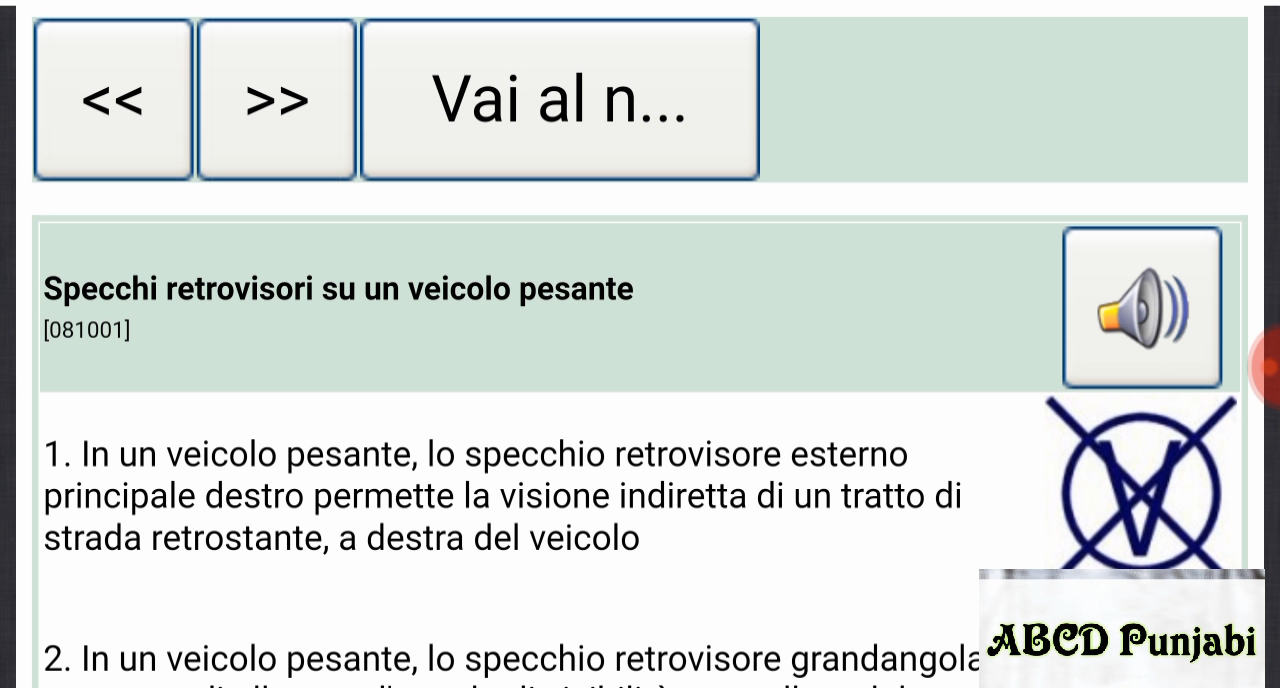 <<
>>
Vai al n...
Specchi retrovisori su un veicolo pesante
[081001]
1. In un veicolo pesante, lo specchio retrovisore esterno
principale destro permette la visione indiretta di un tratto di
strada retrostante, a destra del veicolo
V
2. In un veicolo pesante, lo specchio retrovisore grandangola
ABCD Punjabi